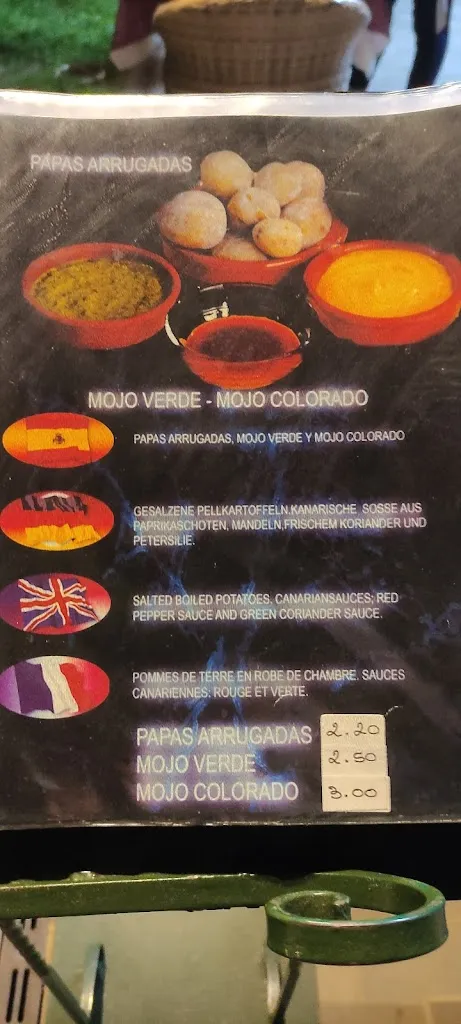 PAPAS ARRUGADAS
MOJO VERDE - MOJO COLORADO
PAPAS ARRUGADAS, MOJO VERDE Y MOJO COLORADO
GESALZENE PELLKARTOFFELN.KANARISCHE SOSSE AUS
PAPRIKASCHOTEN, MANDELN,FRISCHEM KORIANDER UND
PETERSILIE.
SALTED BOILED POTATOES. CANARIANSAUCES; RED
PEPPER SAUCE AND GREEN CORIANDER SAUCE.
POMMES DE TERRE EN ROBE DE CHAMBRE. SAUCES
CANARIENNES: ROUGE ET VERTE.
PAPAS ARRUGADAS 2.20
MOJO VERDE 2.50
MOJO COLORADO 3.00